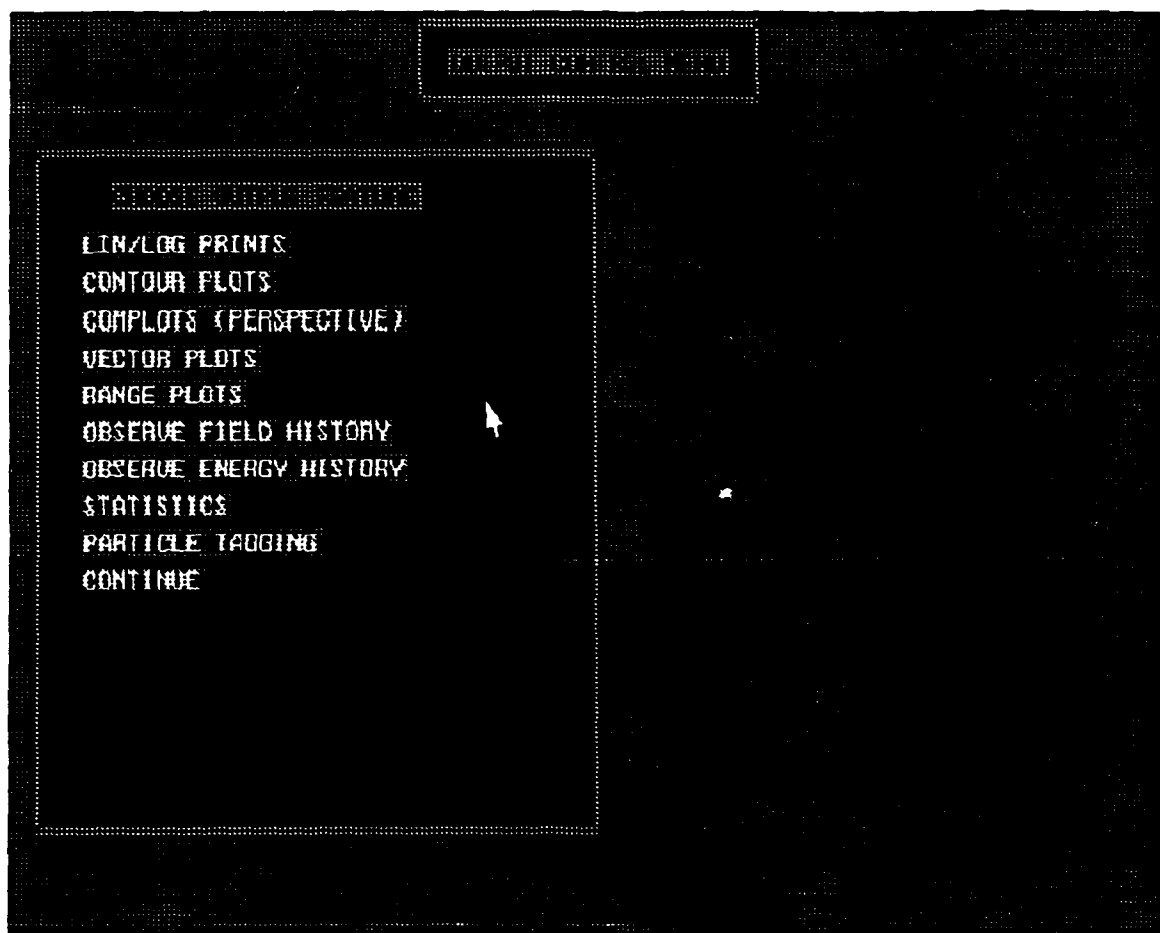 LIN/LOG PRINTS
CONTOUR PLOTS
COMPLOTS (PERSPECTIVE)
VECTOR PLOTS
RANGE PLOTS
OBSERVE FIELD HISTORY
OBSERVE ENERGY HISTORY
STATISTICS
PARTICLE TAGGING
CONTINUE